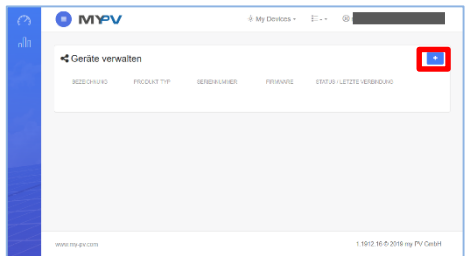 MYPV
My Devices
Geräte verwalten
+
BEZEICHNUNG PRODUKT TYP SERIENNUMMER FIRMWARE STATUS / LETZTE VERBINDUNG
www.my-pv.com 1.1912.16 © 2019 my PV GmbH